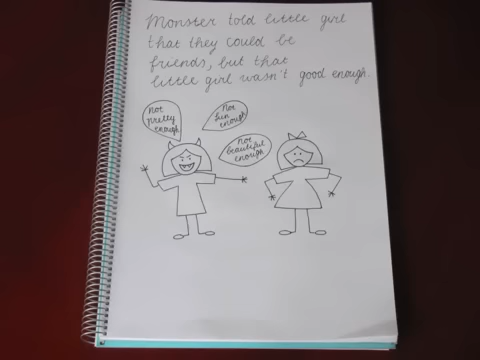 Monster told little girl
that they could be
friends, but that
little girl wasn't good enough.
not
pretty
enough
not
fun
enough
not
beautiful
enough